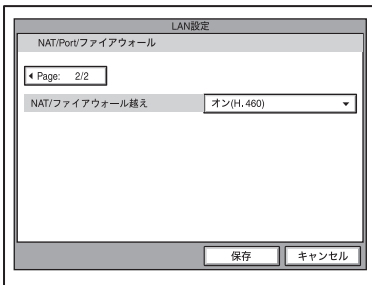 LAN設定
NAT/Port/ファイアウォール
Page: 2/2
NAT/ファイアウォール越え オン(H.460)
保存 キャンセル